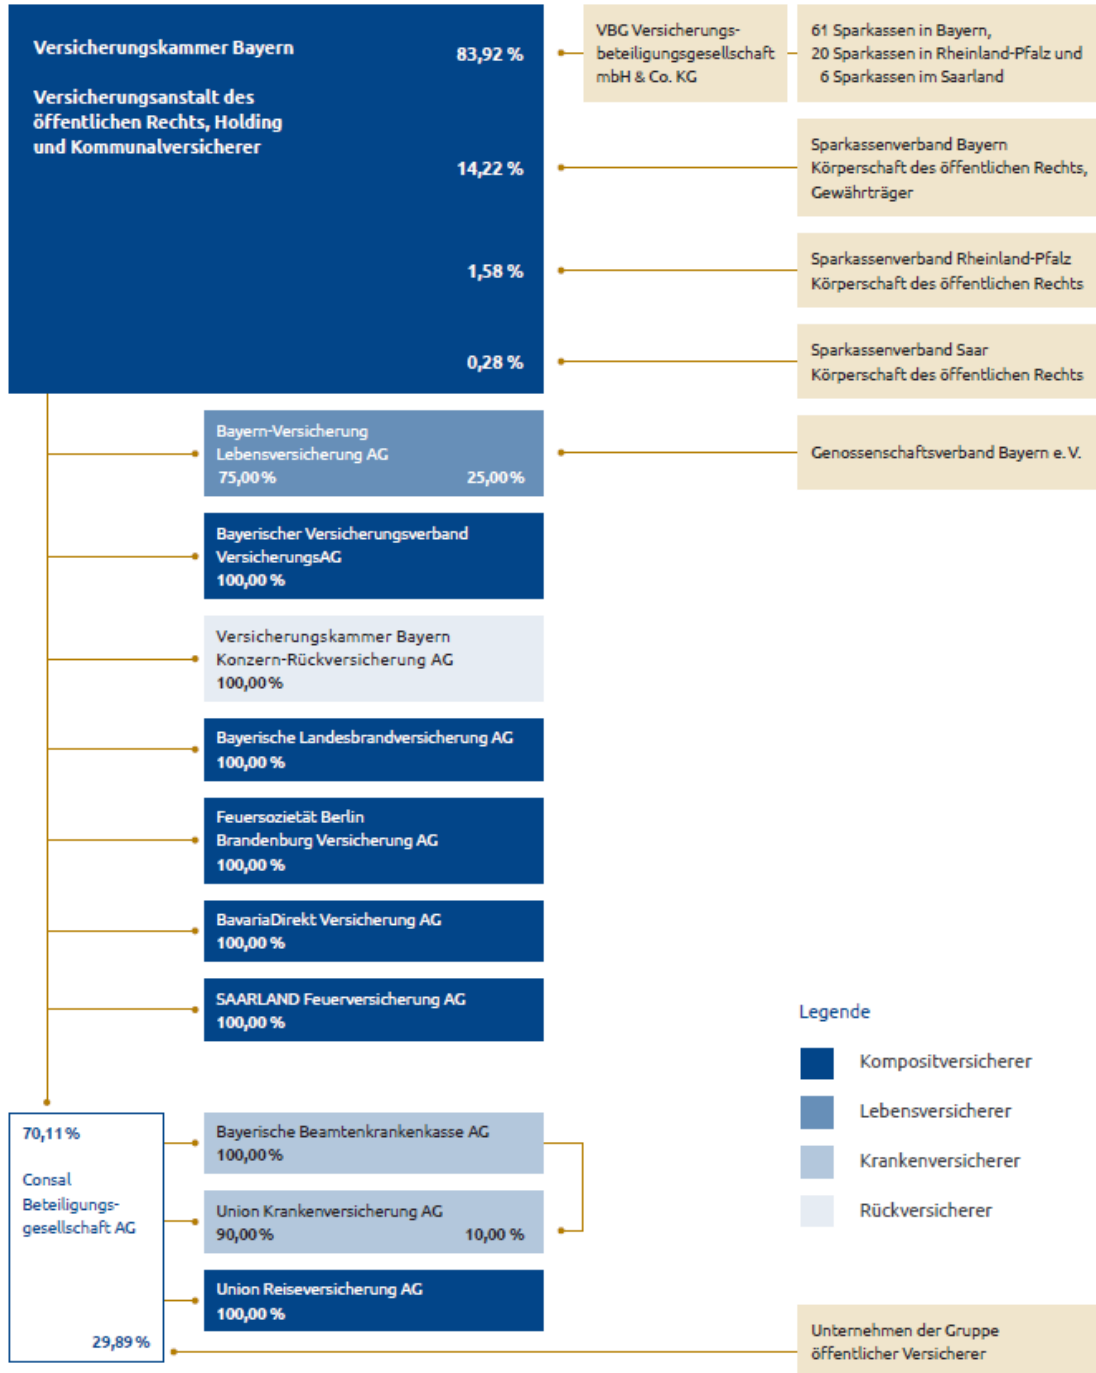 Versicherungskammer Bayern
83,92 %
Versicherungsanstalt des
öffentlichen Rechts, Holding
und Kommunalversicherer
14,22 %
1,58 %
0,28 %
VBG Versicherungs-
beteiligungsgesellschaft
mbH & Co. KG
61 Sparkassen in Bayern,
20 Sparkassen in Rheinland-Pfalz und
6 Sparkassen im Saarland
Sparkassenverband Bayern
Körperschaft des öffentlichen Rechts,
Gewährträger
Sparkassenverband Rheinland-Pfalz
Körperschaft des öffentlichen Rechts
Sparkassenverband Saar
Körperschaft des öffentlichen Rechts
Bayern-Versicherung
Lebensversicherung AG
75,00 % 25,00 %
Genossenschaftsverband Bayern e. V.
Bayerischer Versicherungsverband
VersicherungsAG
100,00 %
Versicherungskammer Bayern
Konzern-Rückversicherung AG
100,00 %
Bayerische Landesbrandversicherung AG
100,00 %
Feuersozietät Berlin
Brandenburg Versicherung AG
100,00 %
BavariaDirekt Versicherung AG
100,00 %
SAARLAND Feuerversicherung AG
100,00 %
Legende
Kompositversicherer
Lebensversicherer
Krankenversicherer
Rückversicherer
70,11 %
Consal
Beteiligungs-
gesellschaft AG
29,89 %
Bayerische Beamtenkrankenkasse AG
100,00 %
Union Krankenversicherung AG
90,00 % 10,00 %
Union Reiseversicherung AG
100,00 %
Unternehmen der Gruppe
öffentlicher Versicherer